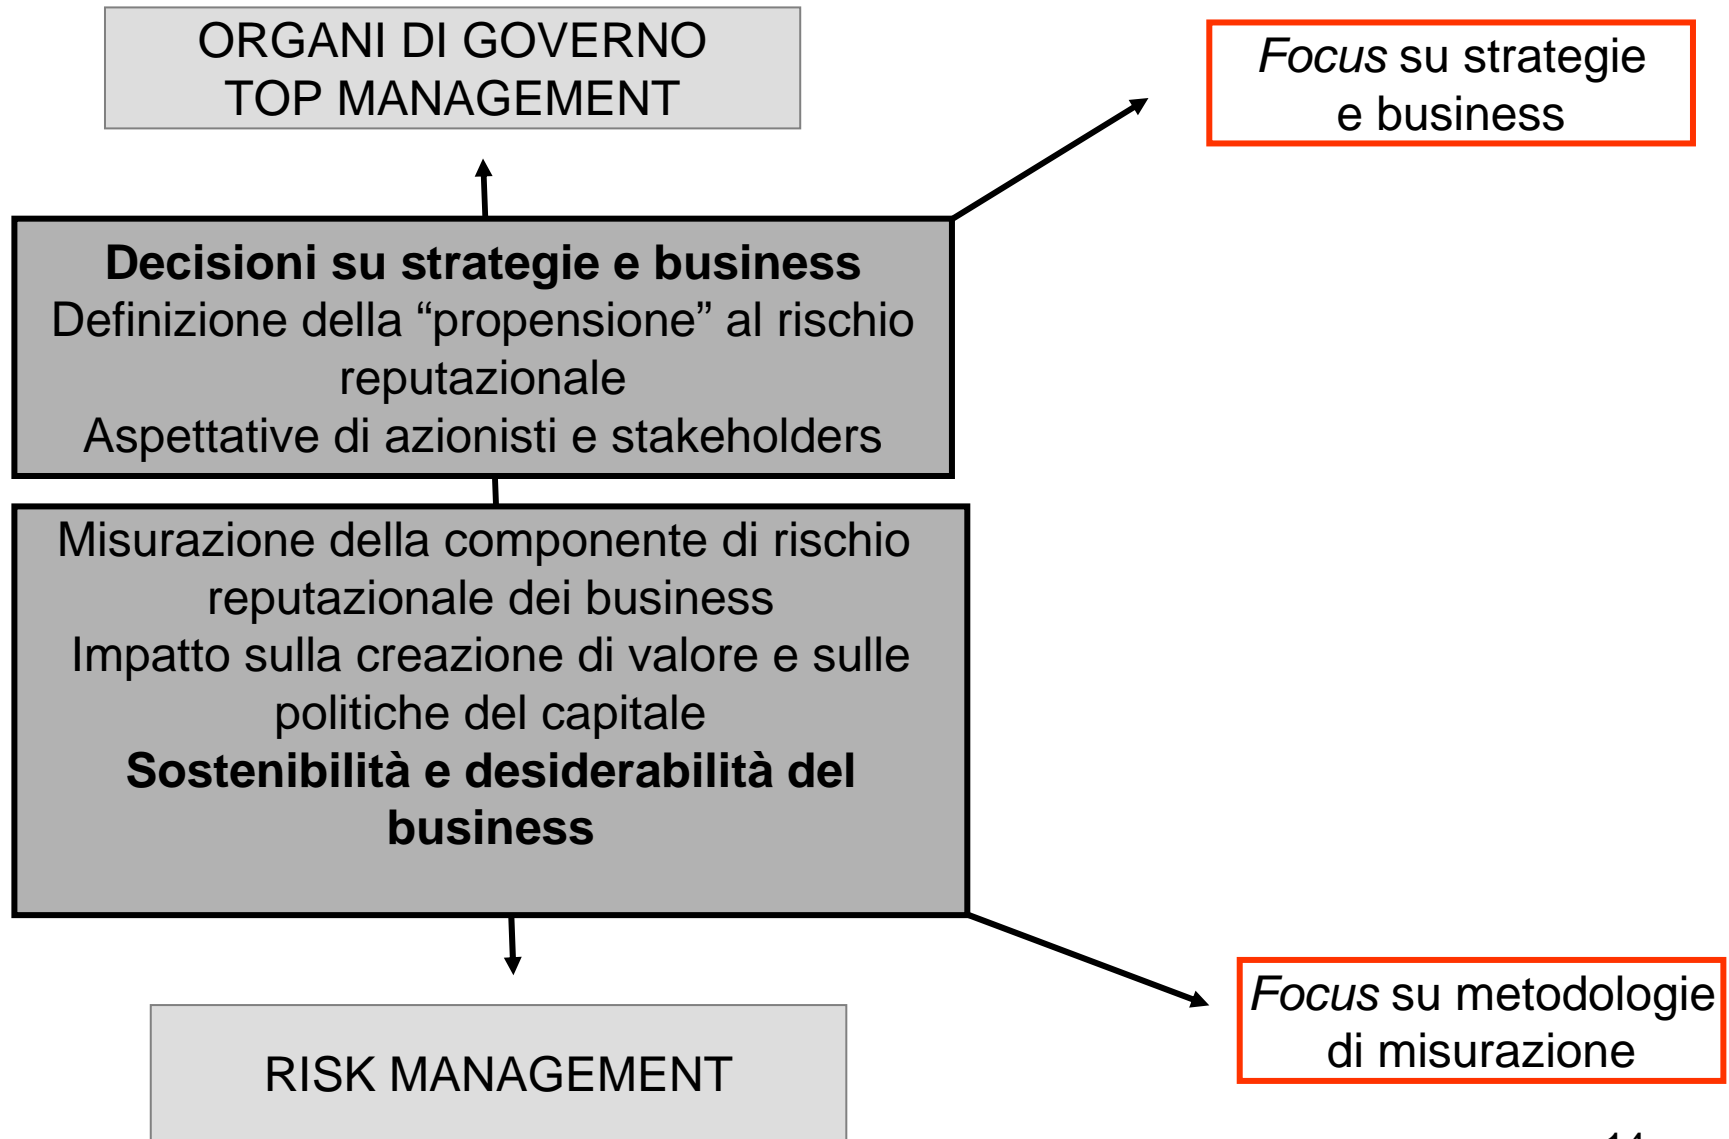 ORGANI DI GOVERNO
TOP MANAGEMENT
Focus su strategie
e business
Decisioni su strategie e business
Definizione della “propensione” al rischio
reputazionale
Aspettative di azionisti e stakeholders
Misurazione della componente di rischio
reputazionale dei business
Impatto sulla creazione di valore e sulle
politiche del capitale
Sostenibilità e desiderabilità del
business
Focus su metodologie
di misurazione
RISK MANAGEMENT